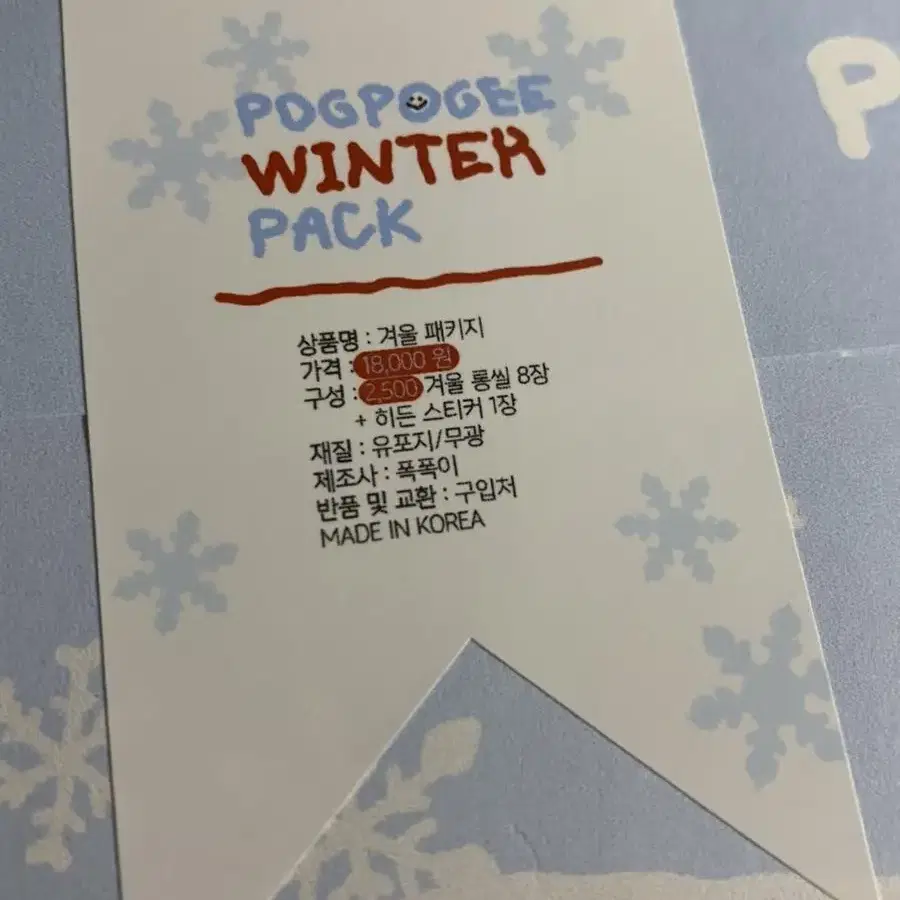 POGPOGEE
WINTER
PACK
상품명 : 겨울 패키지
가격 : 18,000 원
구성 : 2,500 겨울 롱씰 8장
+ 히든 스티커 1장
재질 : 유포지/무광
제조사 : 폭폭이
반품 및 교환 : 구입처
MADE IN KOREA
P